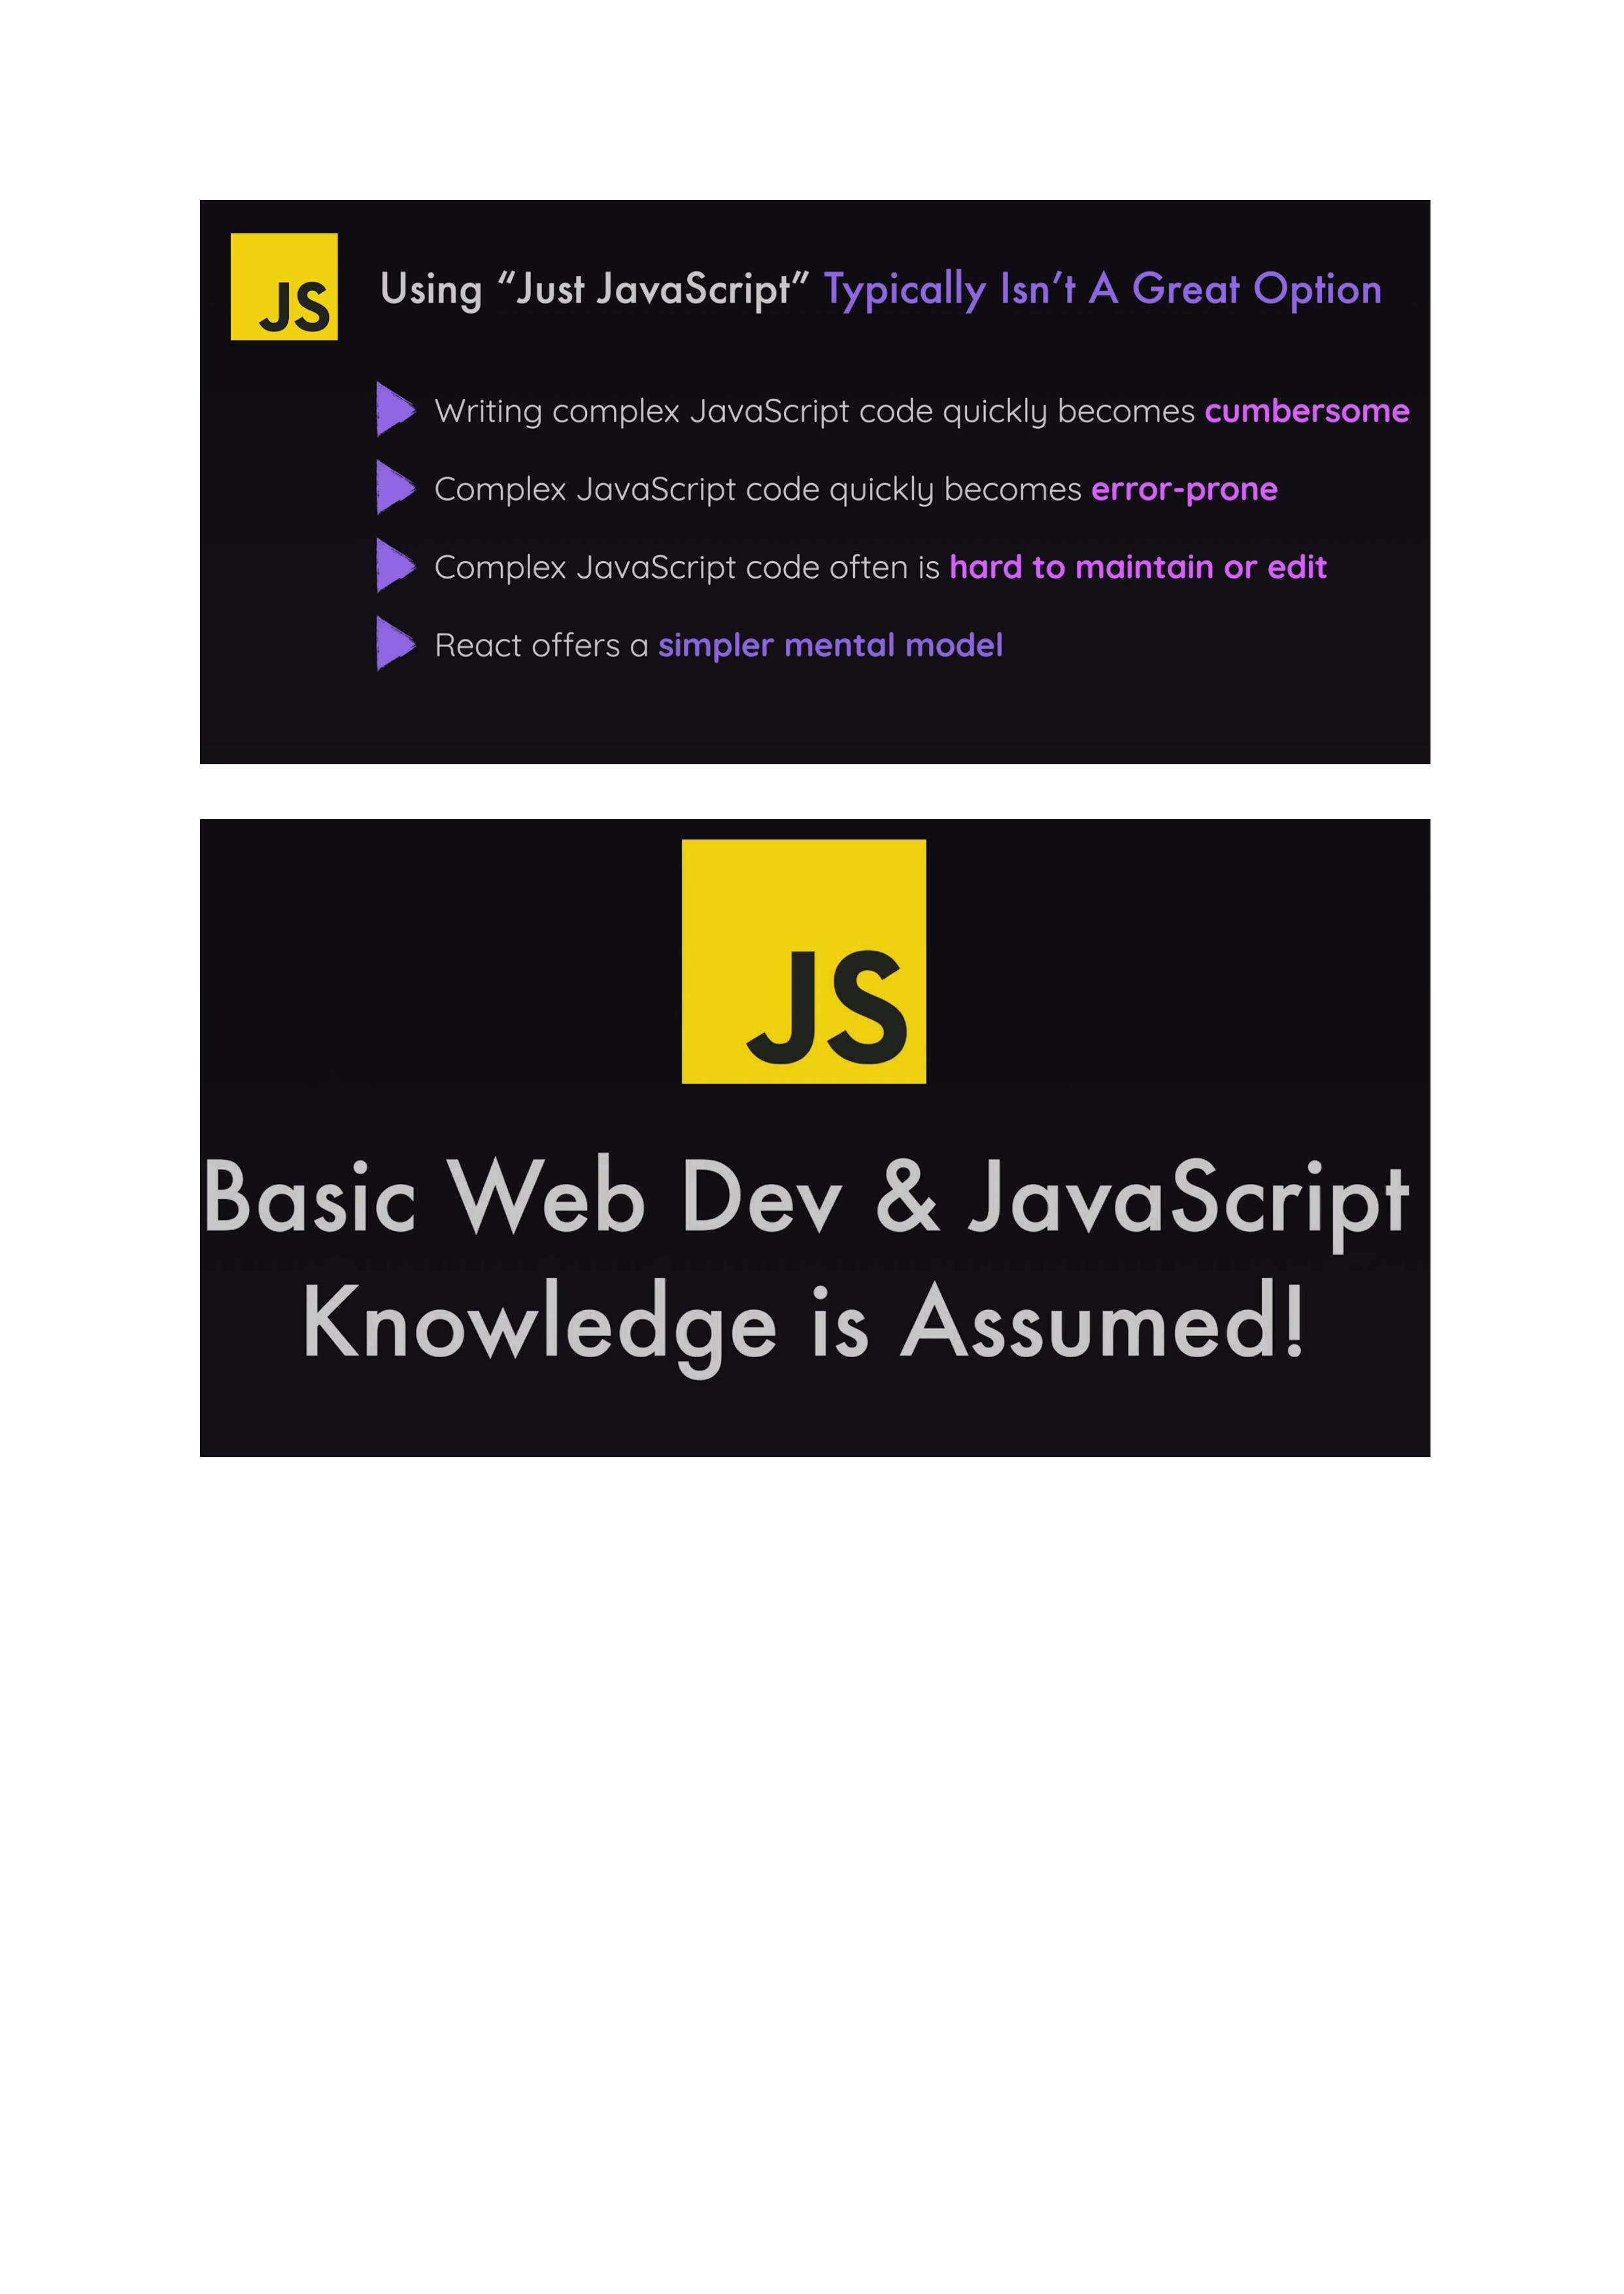 JS
Using “Just JavaScript” Typically Isn’t A Great Option
Writing complex JavaScript code quickly becomes cumbersome
Complex JavaScript code quickly becomes error-prone
Complex JavaScript code often is hard to maintain or edit
React offers a simpler mental model
JS
Basic Web Dev & JavaScript
Knowledge is Assumed!